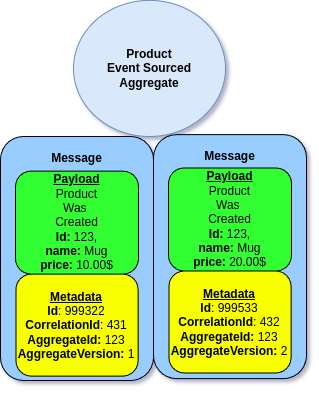 Product
Event Sourced
Aggregate
Message
Payload
Product
Was
Created
Id: 123,
name: Mug
price: 10.00$
Metadata
Id: 999322
CorrelationId: 431
AggregateId: 123
AggregateVersion: 1
Message
Payload
Product
Was
Created
Id: 123,
name: Mug
price: 20.00$
Metadata
Id: 999533
CorrelationId: 432
AggregateId: 123
AggregateVersion: 2